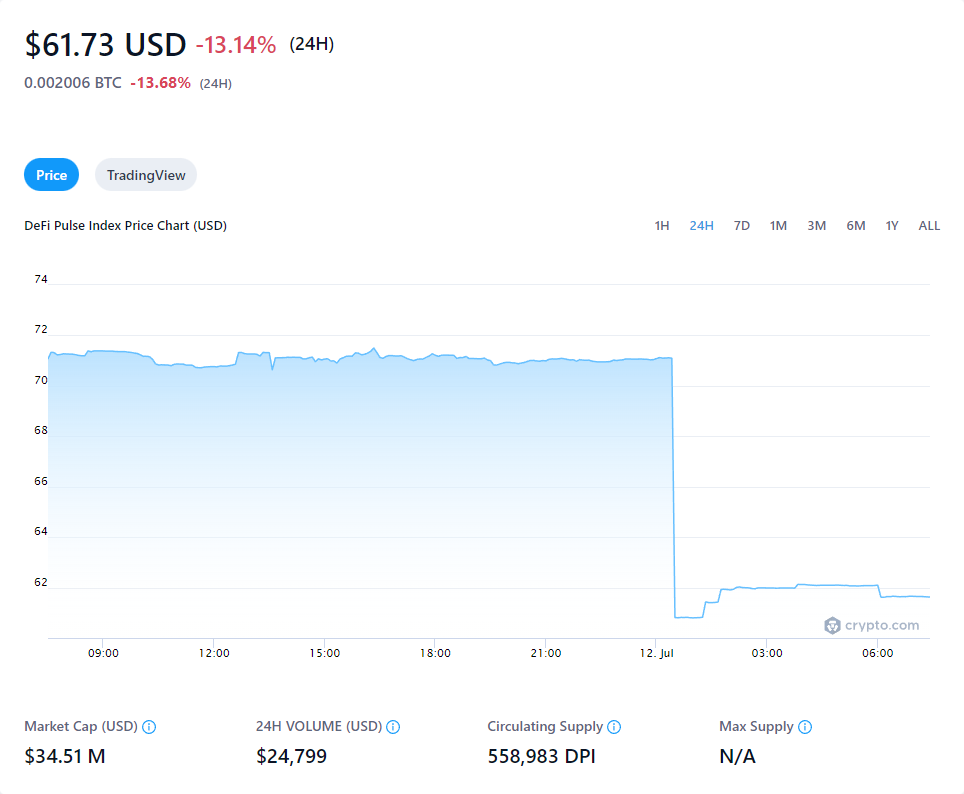 $61.73 USD -13.14% (24H)
0.002006 BTC -13.68% (24H)
Price TradingView
DeFi Pulse Index Price Chart (USD) 1H 24H 7D 1M 3M 6M 1Y ALL
74
72
70
68
66
64
62
crypto.com
09:00 12:00 15:00 18:00 21:00 12. Jul 03:00 06:00
Market Cap (USD) 24H VOLUME (USD) Circulating Supply Max Supply
$34.51 M $24,799 558,983 DPI N/A